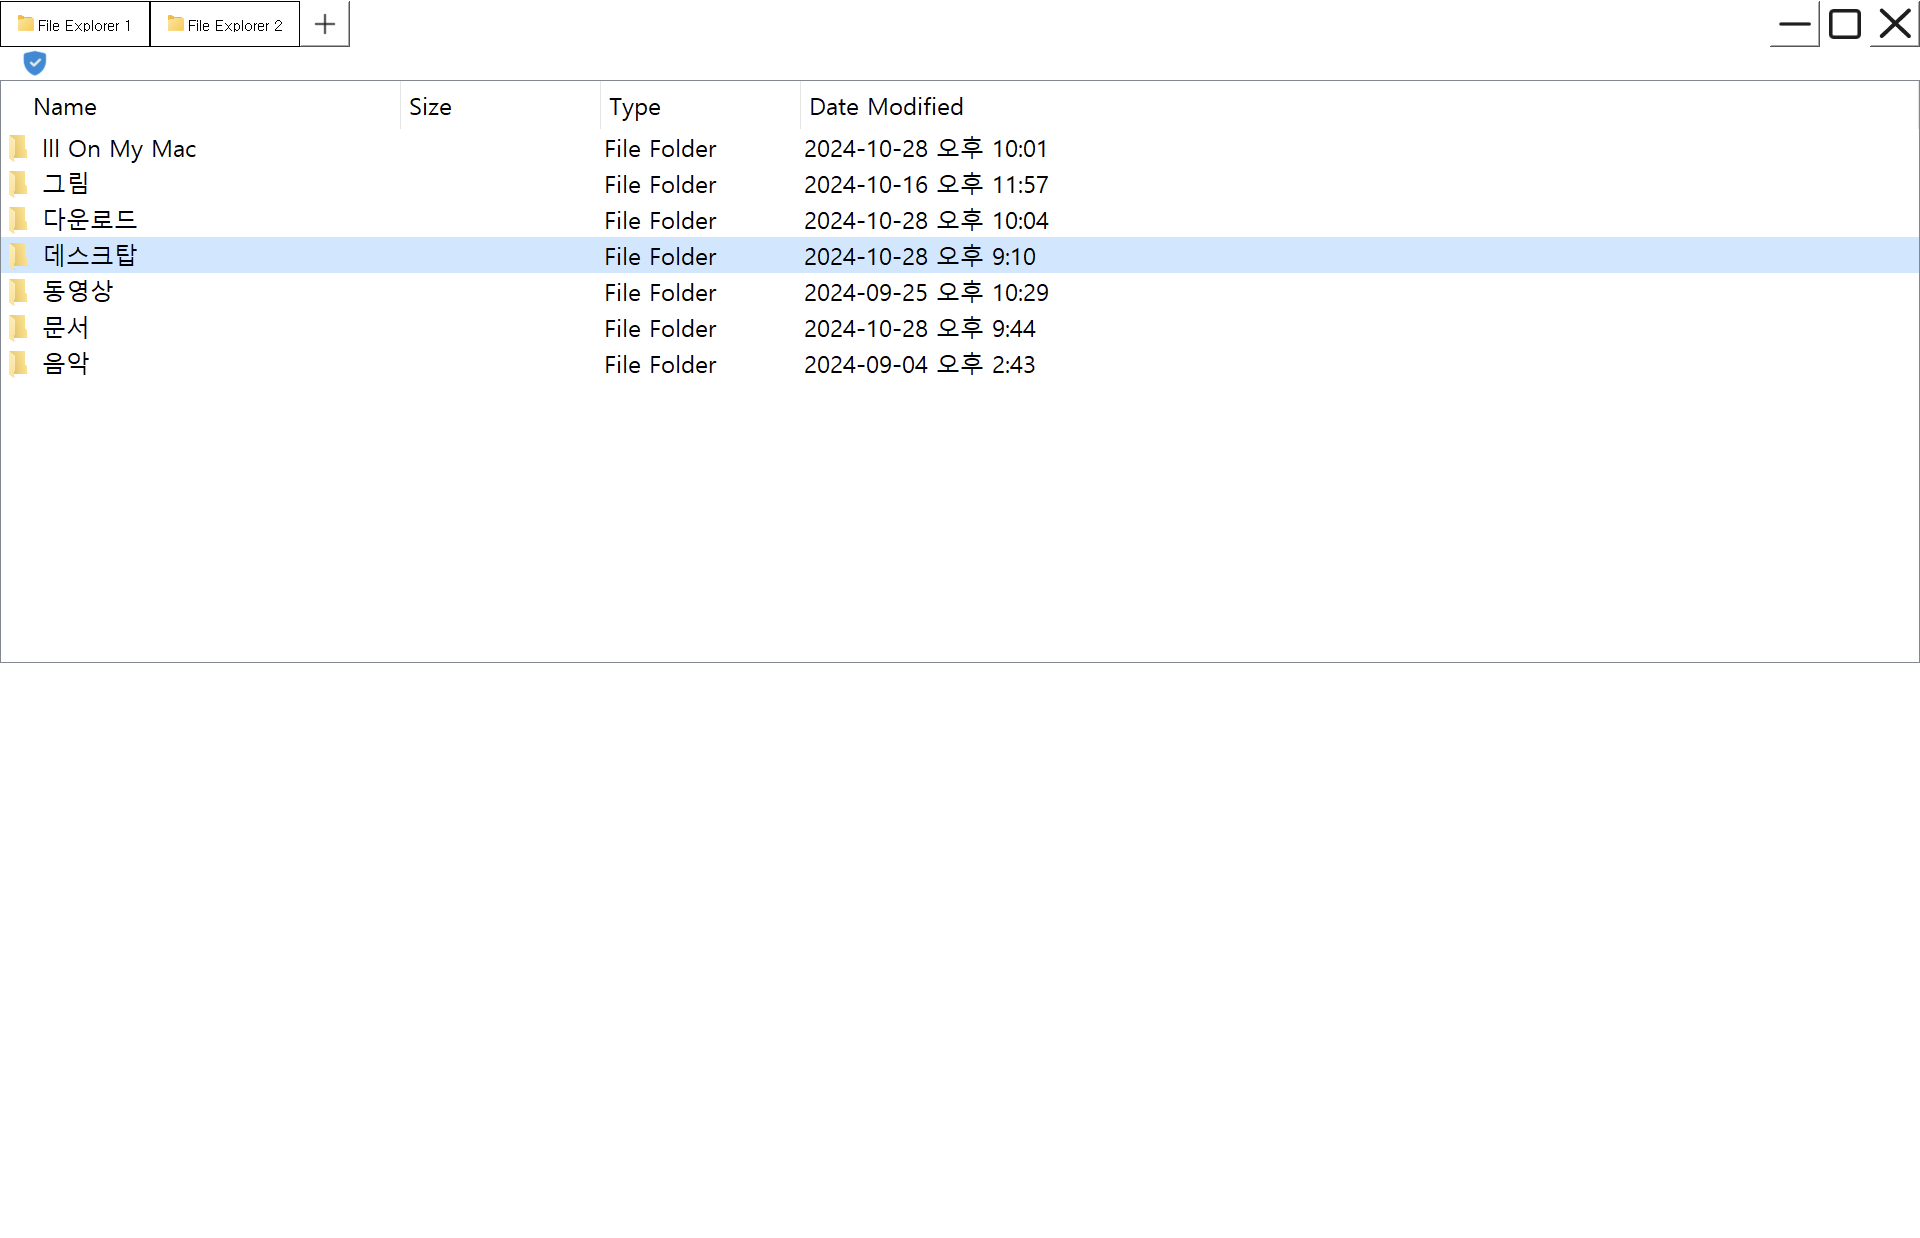 File Explorer 1 File Explorer 2
Name Size Type Date Modified
lll On My Mac File Folder 2024-10-28 오후 10:01
그림 File Folder 2024-10-16 오후 11:57
다운로드 File Folder 2024-10-28 오후 10:04
데스크탑 File Folder 2024-10-28 오후 9:10
동영상 File Folder 2024-09-25 오후 10:29
문서 File Folder 2024-10-28 오후 9:44
음악 File Folder 2024-09-04 오후 2:43